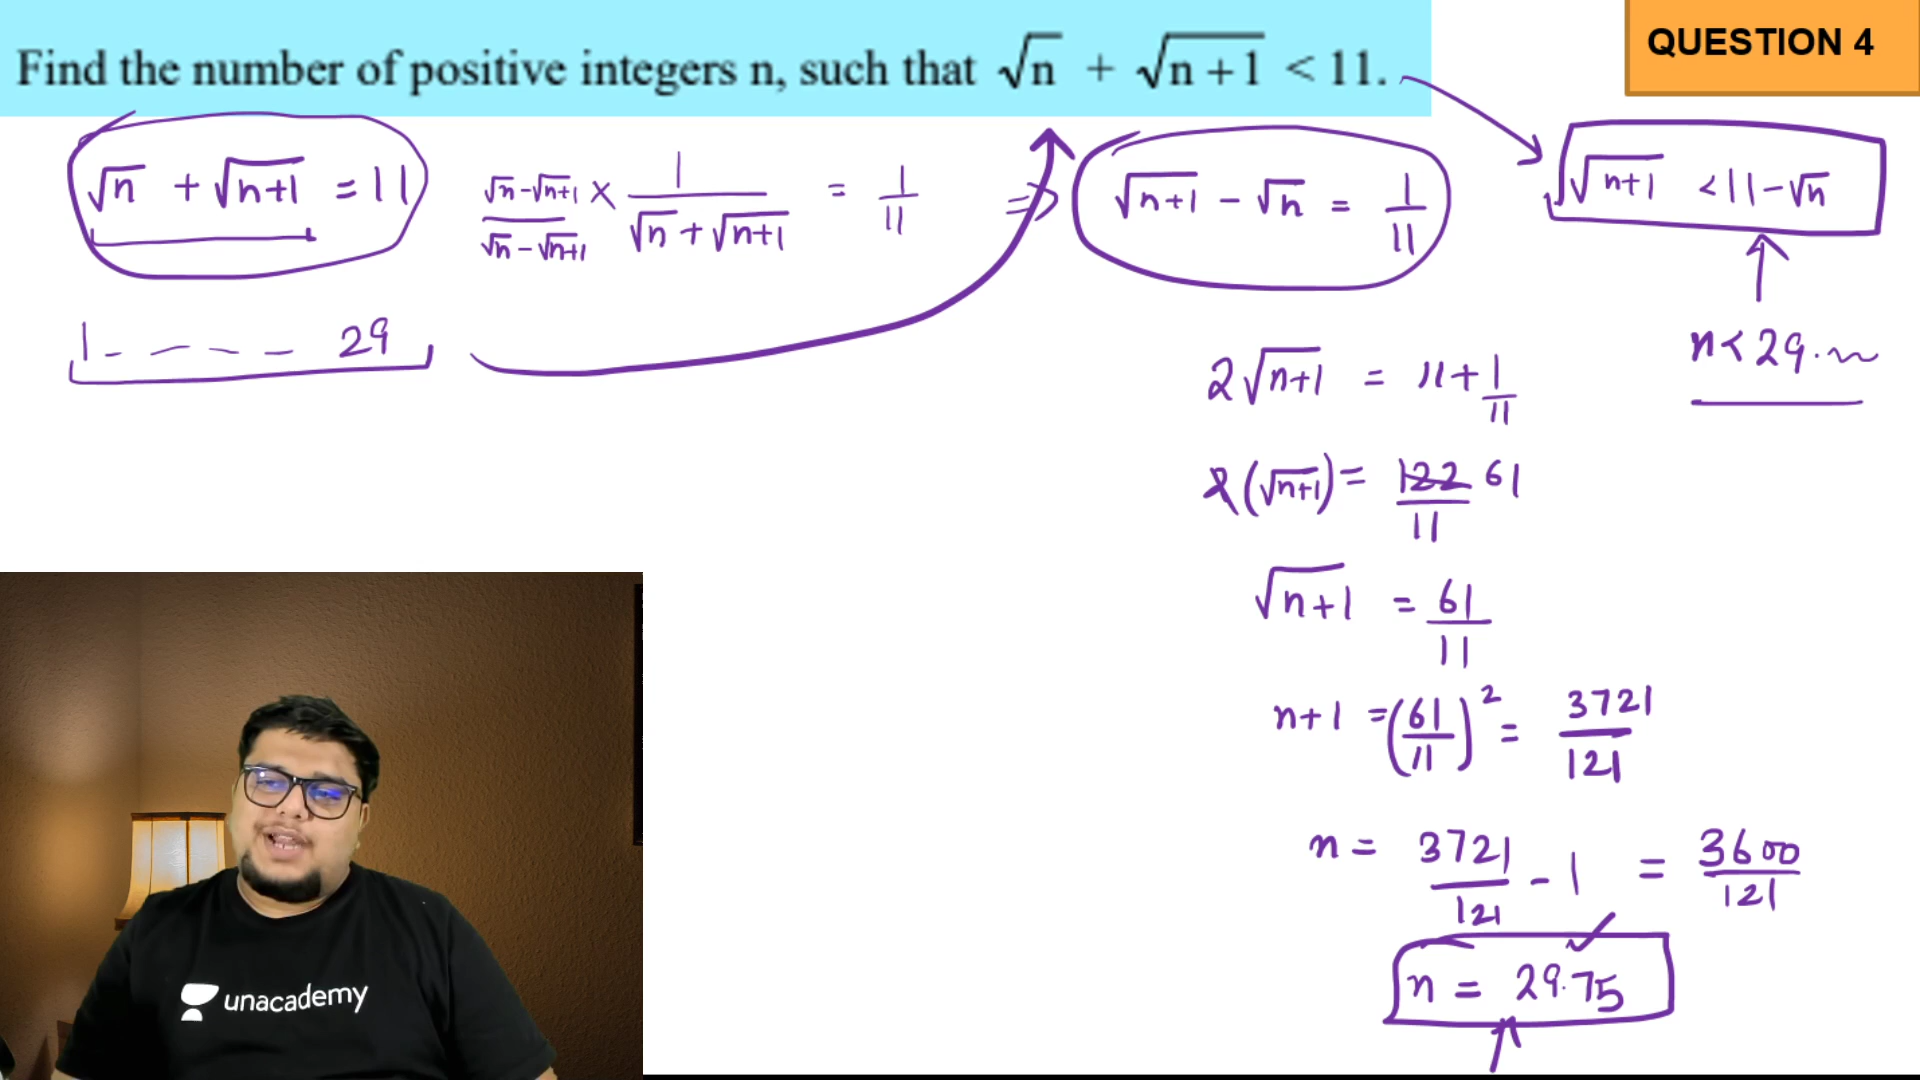 Find the number of positive integers n, such that √n + √(n+1) < 11.
QUESTION 4
√n + √(n+1) = 11
(√n-√(n+1))/(√n-√(n+1)) × 1/(√n+√(n+1)) = 1/11 ⇒ √(n+1) - √n = 1/11
√(n+1) < 11-√n
1 - - - - 29
n < 29.
2√(n+1) = 11 + 1/11
2(√(n+1)) = 122/11 61
√(n+1) = 61/11
n+1 = (61/11)² = 3721/121
n = 3721/121 - 1 = 3600/121
n = 29.75
unacademy